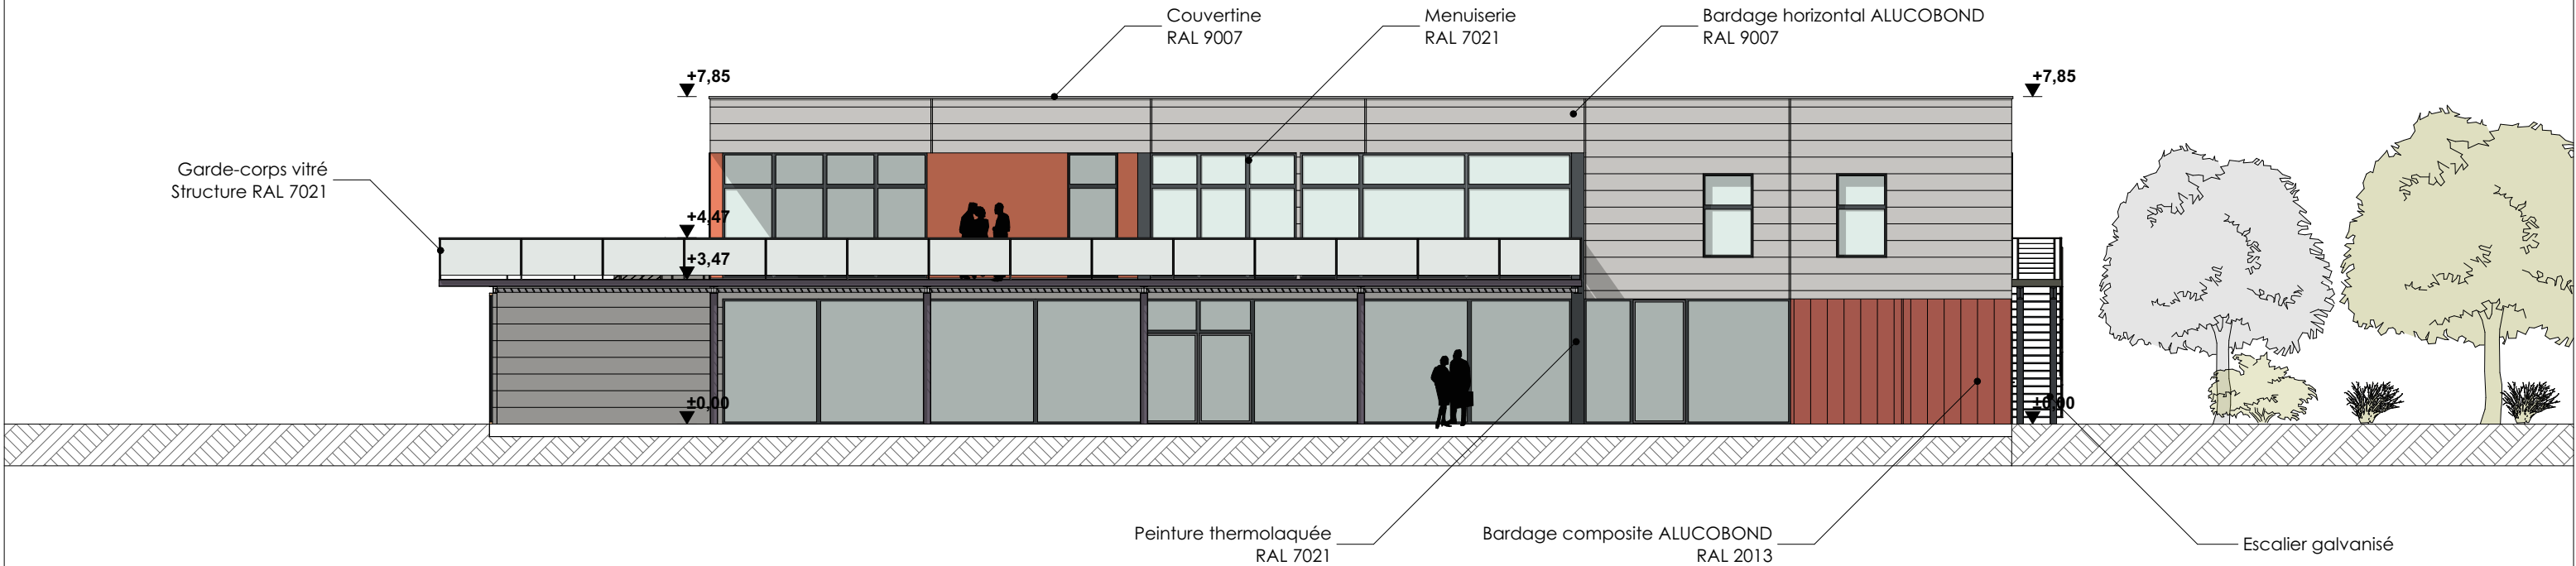 Couvertine
RAL 9007
Menuiserie
RAL 7021
Bardage horizontal ALUCOBOND
RAL 9007
+7,85
+7,85
Garde-corps vitré
Structure RAL 7021
+4,47
+3,47
±0,00
±0,00
Peinture thermolaquée
RAL 7021
Bardage composite ALUCOBOND
RAL 2013
Escalier galvanisé